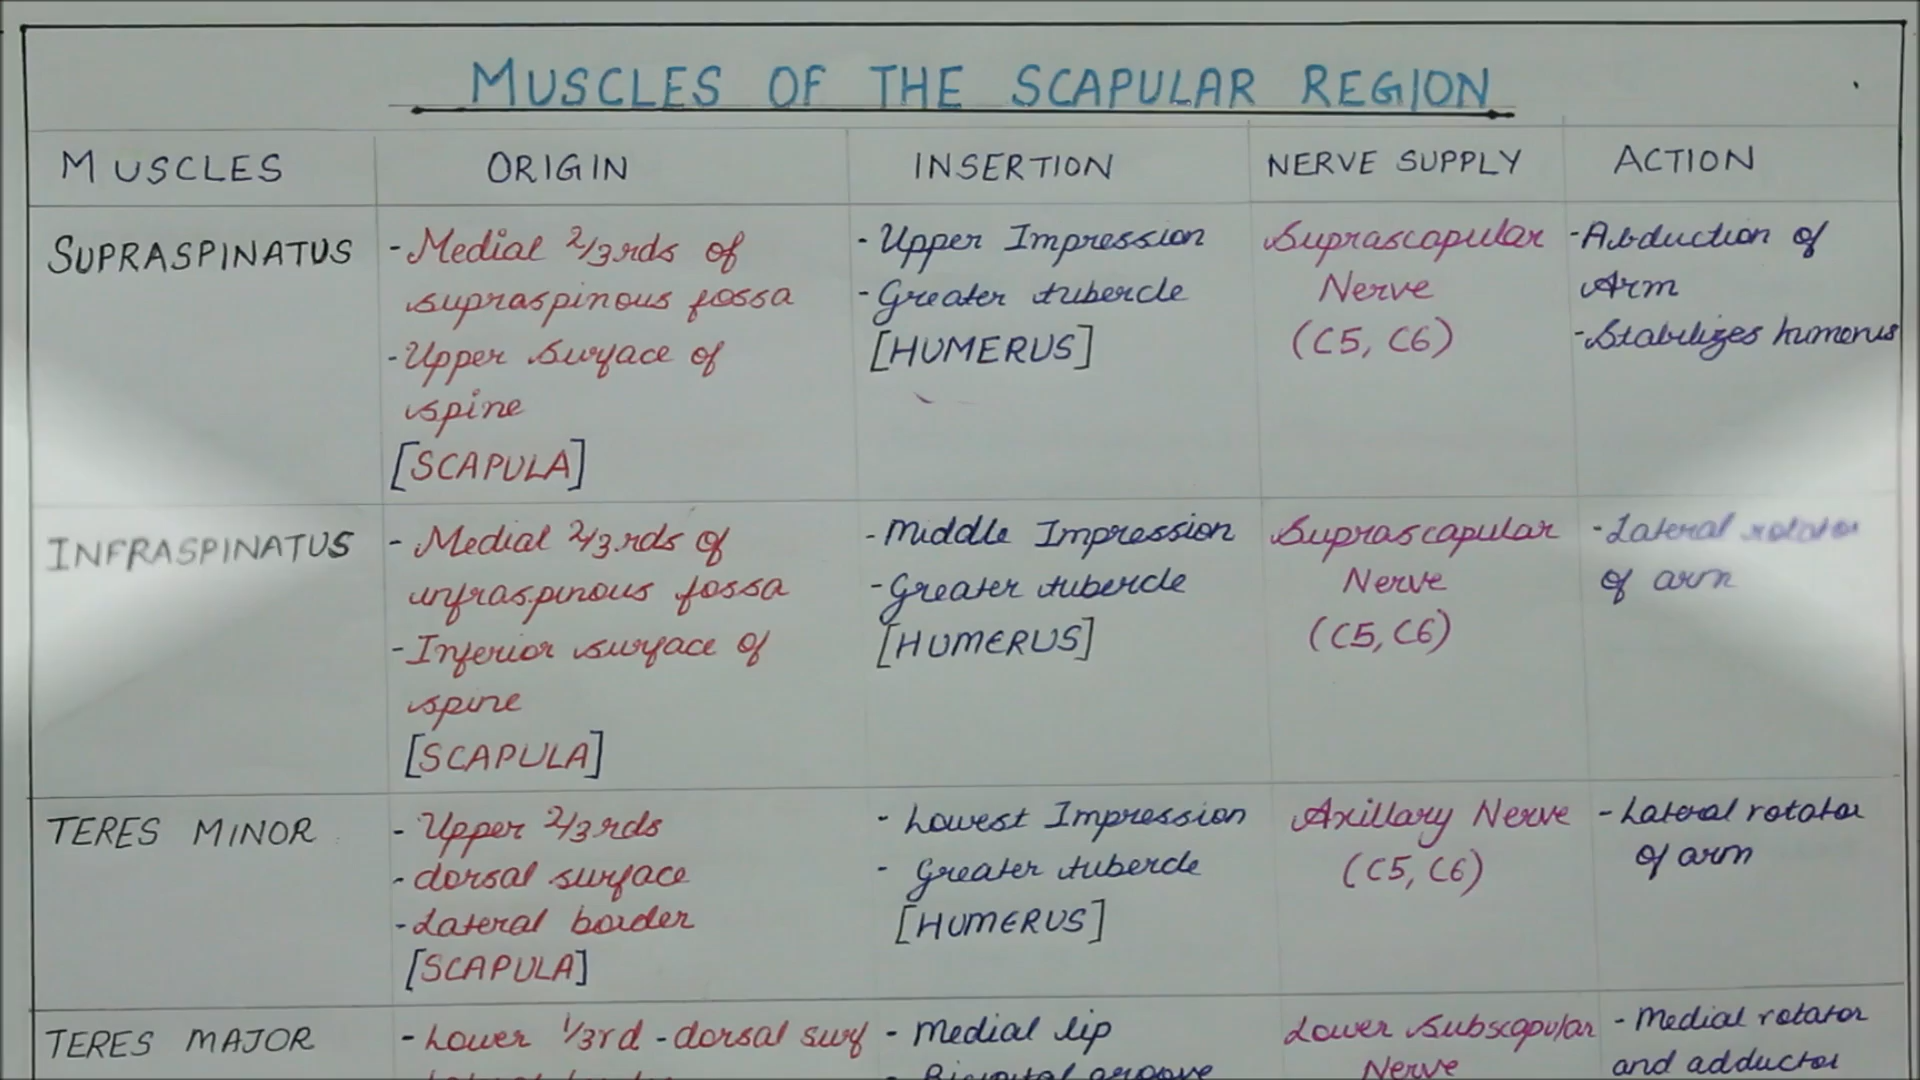 MUSCLES OF THE SCAPULAR REGION
MUSCLES
ORIGIN
INSERTION
NERVE SUPPLY
ACTION
SUPRASPINATUS
- Medial 2/3rds of
supraspinous fossa
- Upper surface of
spine
[SCAPULA]
- Upper Impression
- Greater tubercle
[HUMERUS]
Suprascapular
Nerve
(C5, C6)
- Abduction of
Arm
- Stabilizes humerus
INFRASPINATUS
- Medial 2/3rds of
infraspinous fossa
- Inferior surface of
spine
[SCAPULA]
- Middle Impression
- Greater tubercle
[HUMERUS]
Suprascapular
Nerve
(C5, C6)
- Lateral rotator
of arm
TERES MINOR
- Upper 2/3rds
- dorsal surface
- Lateral border
[SCAPULA]
- Lowest Impression
- Greater tubercle
[HUMERUS]
Axillary Nerve
(C5, C6)
- Lateral rotator
of arm
TERES MAJOR
- Lower 1/3rd - dorsal surf
- Medial lip
Bicipital groove
Lower Subscapular
Nerve
- Medial rotator
and adductor